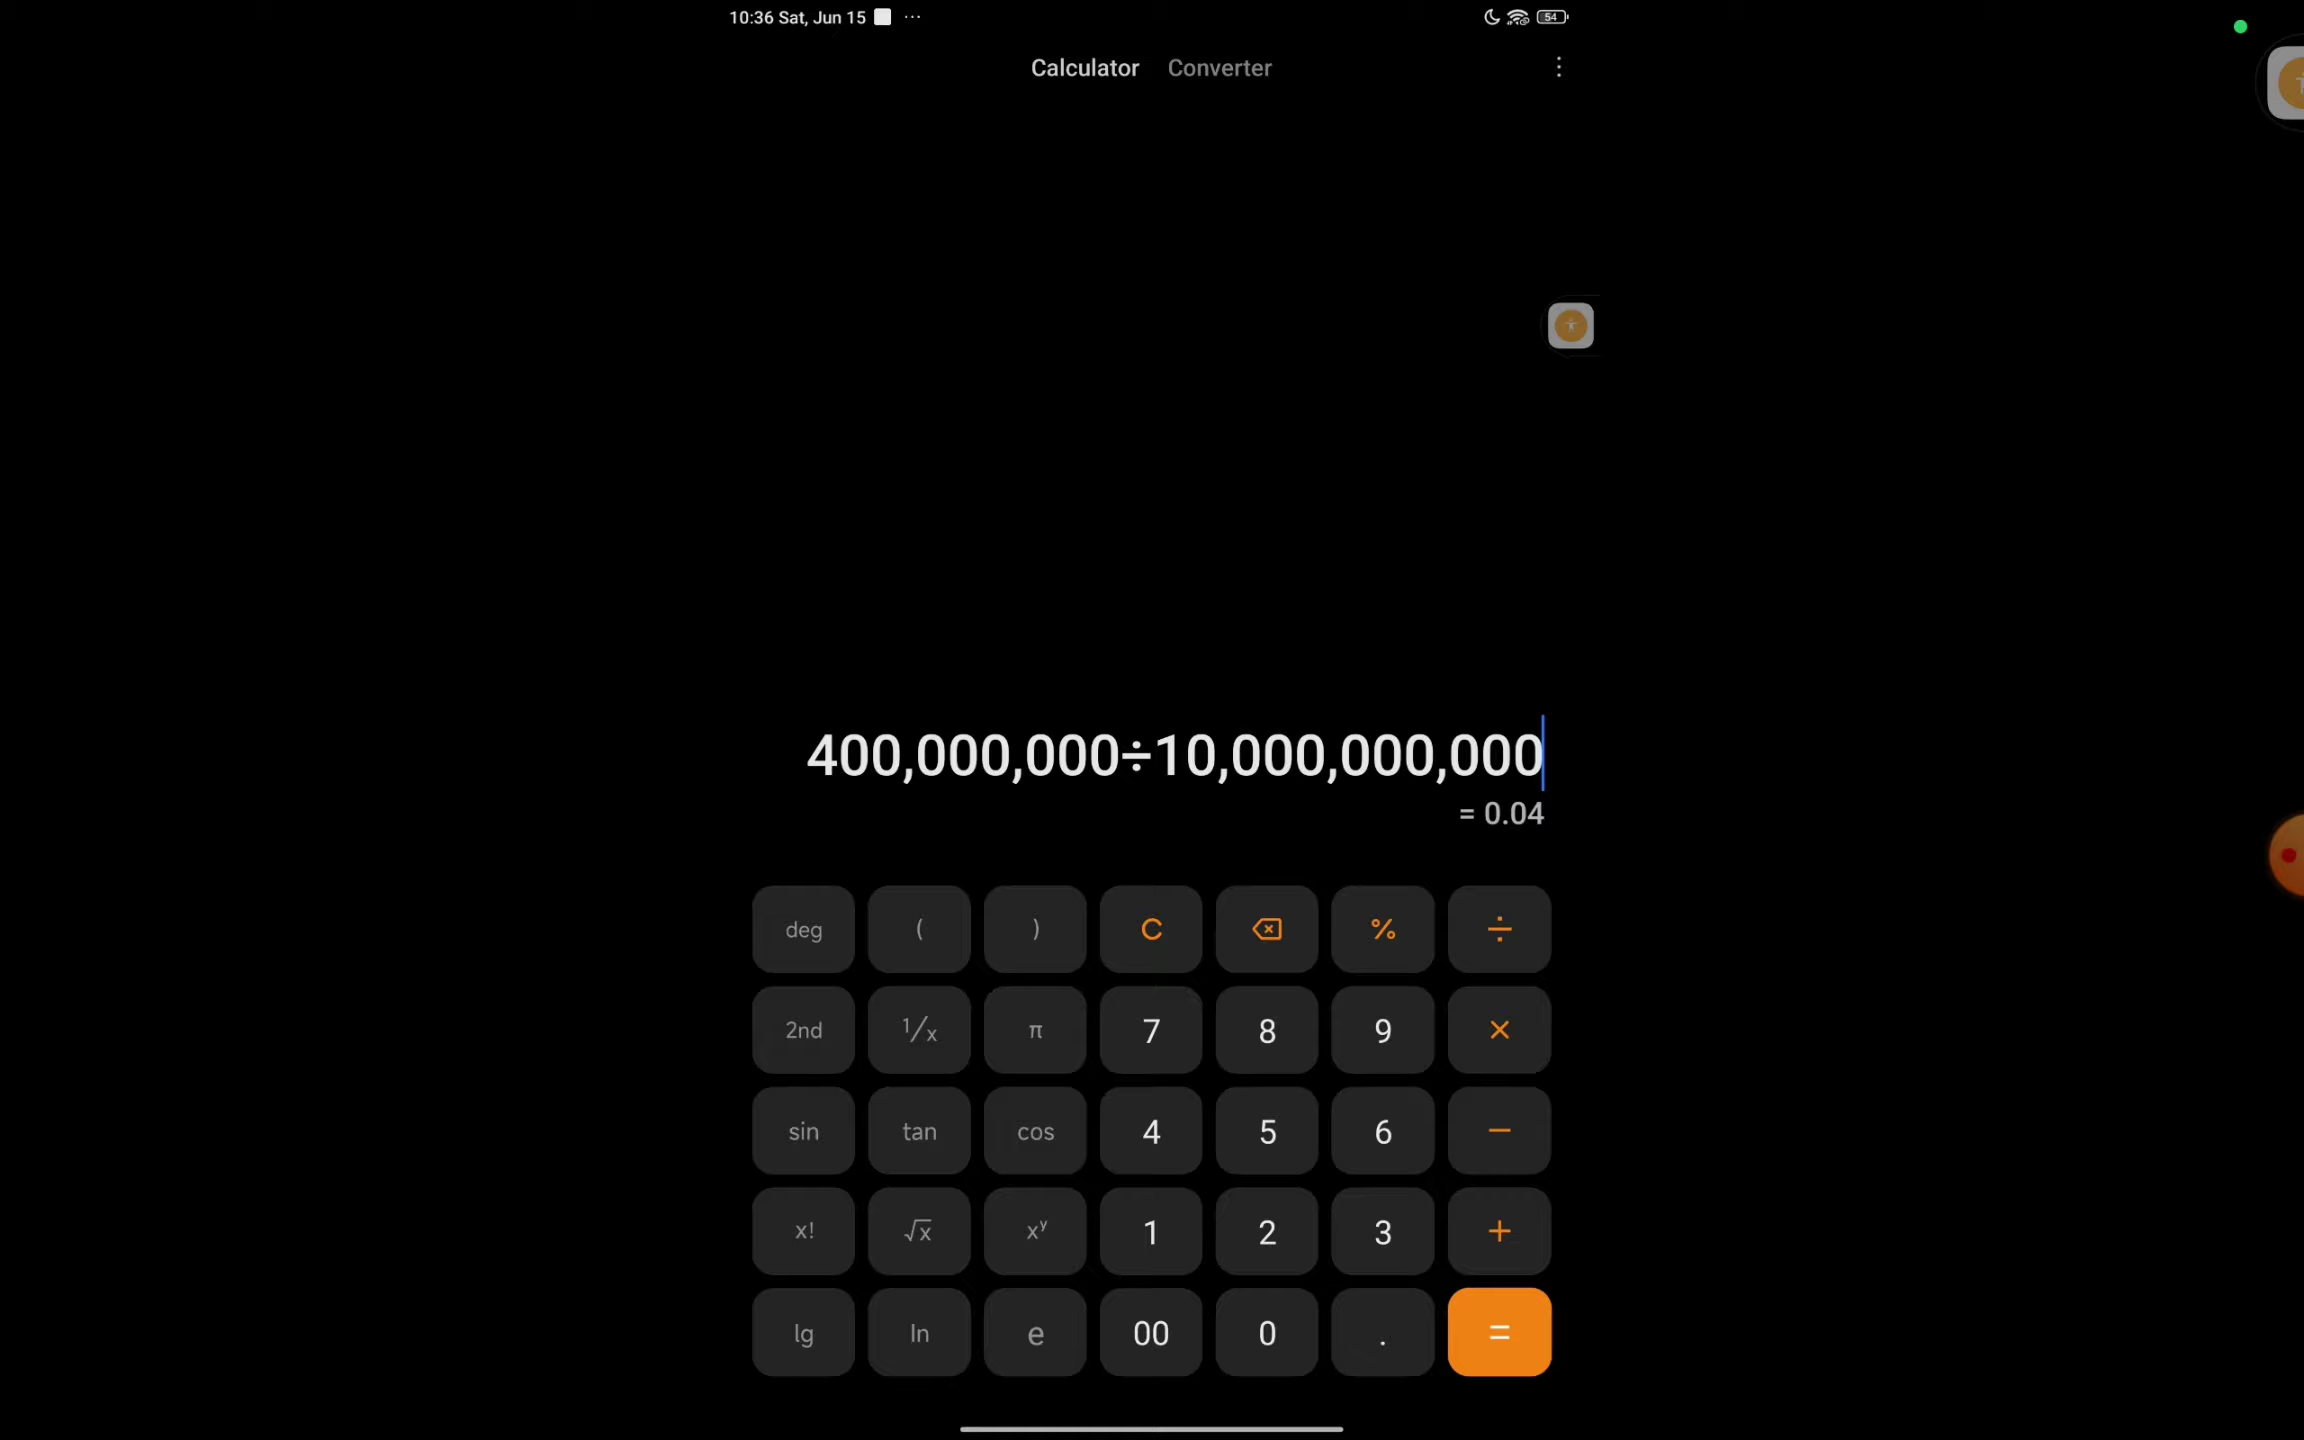 10:36 Sat, Jun 15 ... 54
Calculator Converter
400,000,000÷10,000,000,000
= 0.04
deg ( ) C % ÷
2nd 1/x π 7 8 9 ×
sin tan cos 4 5 6 −
x! √x xʸ 1 2 3 +
lg ln e 00 0 . =